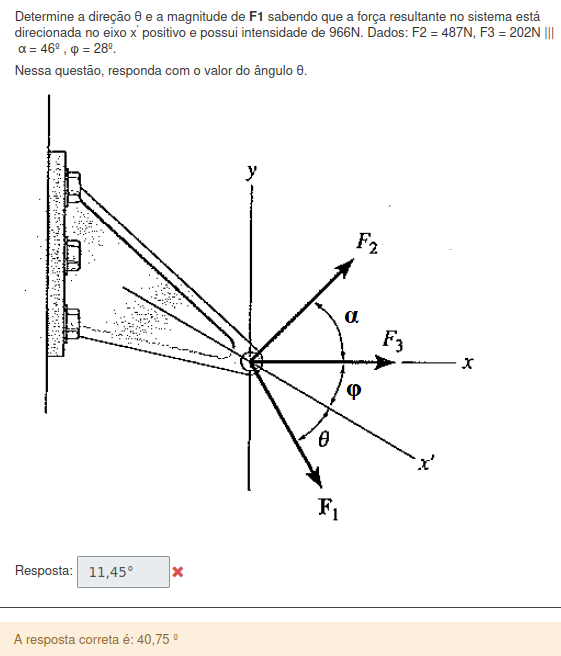 Determine a direção θ e a magnitude de F1 sabendo que a força resultante no sistema está
direcionada no eixo x' positivo e possui intensidade de 966N. Dados: F2 = 487N, F3 = 202N |||
α = 46º , φ = 28º.
Nessa questão, responda com o valor do ângulo θ.
y
F₂
α
F₃
x
φ
θ
x'
F₁
Resposta: 11,45° ✖
A resposta correta é: 40,75 º